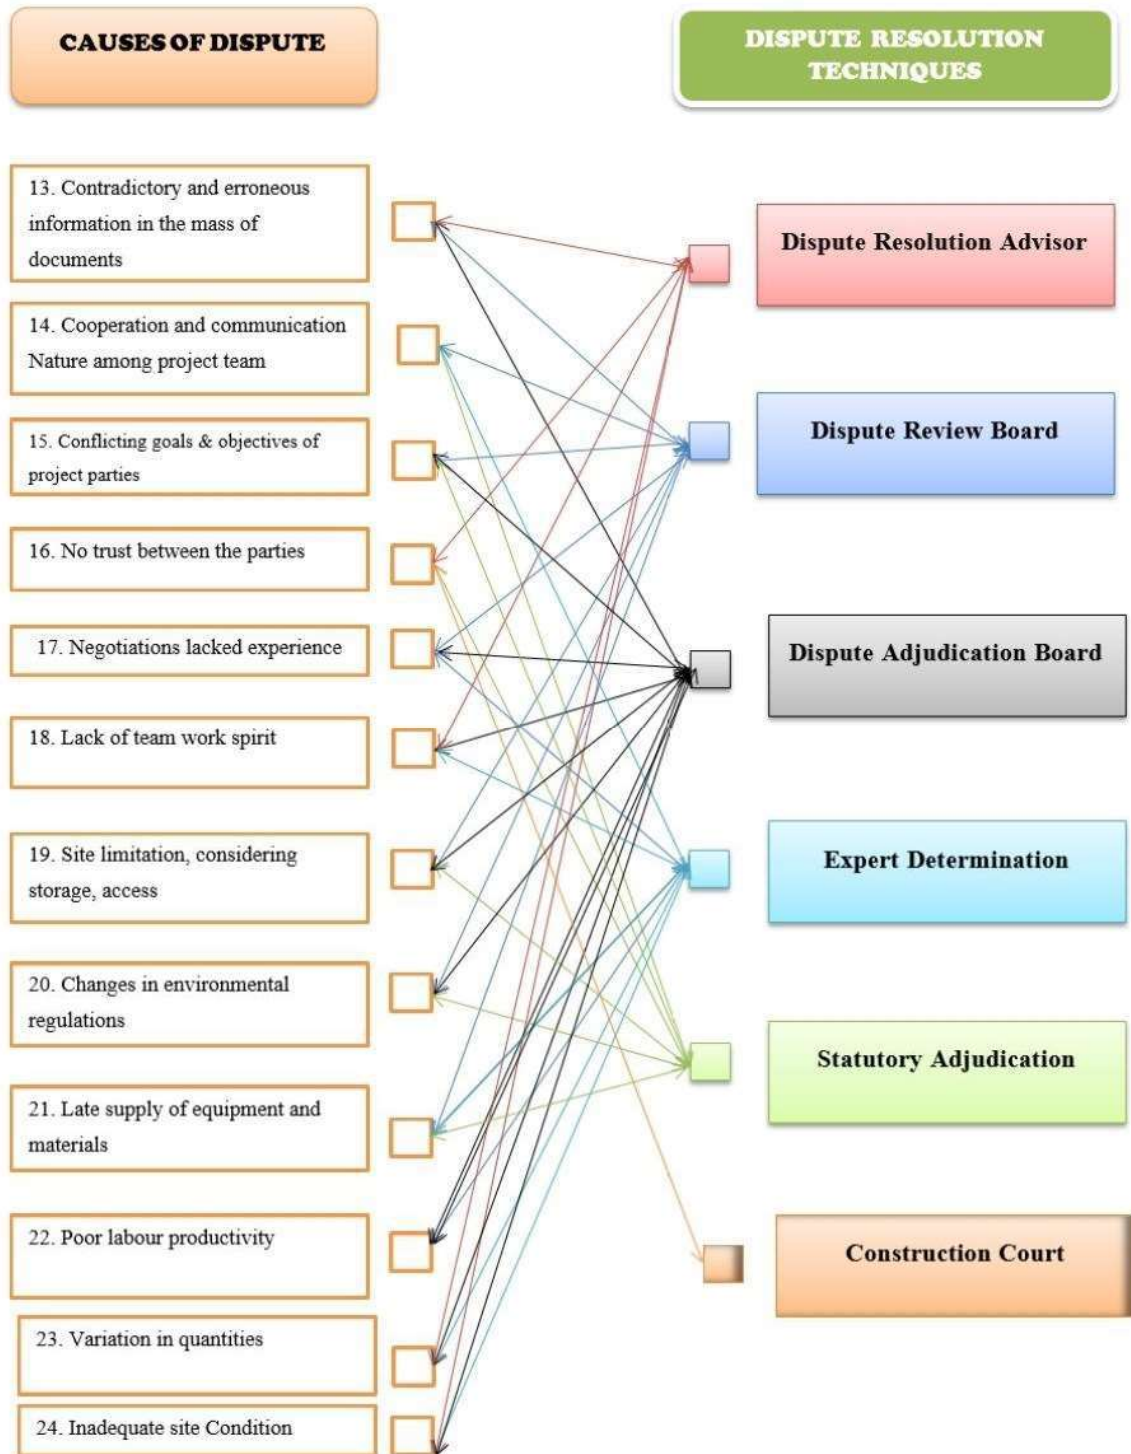 CAUSES OF DISPUTE
DISPUTE RESOLUTION
TECHNIQUES
13. Contradictory and erroneous
information in the mass of
documents
14. Cooperation and communication
Nature among project team
15. Conflicting goals & objectives of
project parties
16. No trust between the parties
17. Negotiations lacked experience
18. Lack of team work spirit
19. Site limitation, considering
storage, access
20. Changes in environmental
regulations
21. Late supply of equipment and
materials
22. Poor labour productivity
23. Variation in quantities
24. Inadequate site Condition
Dispute Resolution Advisor
Dispute Review Board
Dispute Adjudication Board
Expert Determination
Statutory Adjudication
Construction Court